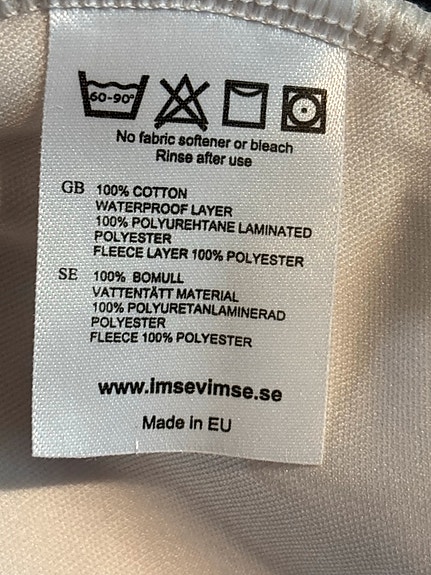 60-90°
No fabric softener or bleach
Rinse after use
GB 100% COTTON
WATERPROOF LAYER
100% POLYUREHTANE LAMINATED
POLYESTER
FLEECE LAYER 100% POLYESTER
SE 100% BOMULL
VATTENTÄTT MATERIAL
100% POLYURETANLAMINERAD
POLYESTER
FLEECE 100% POLYESTER
www.imsevimse.se
Made in EU